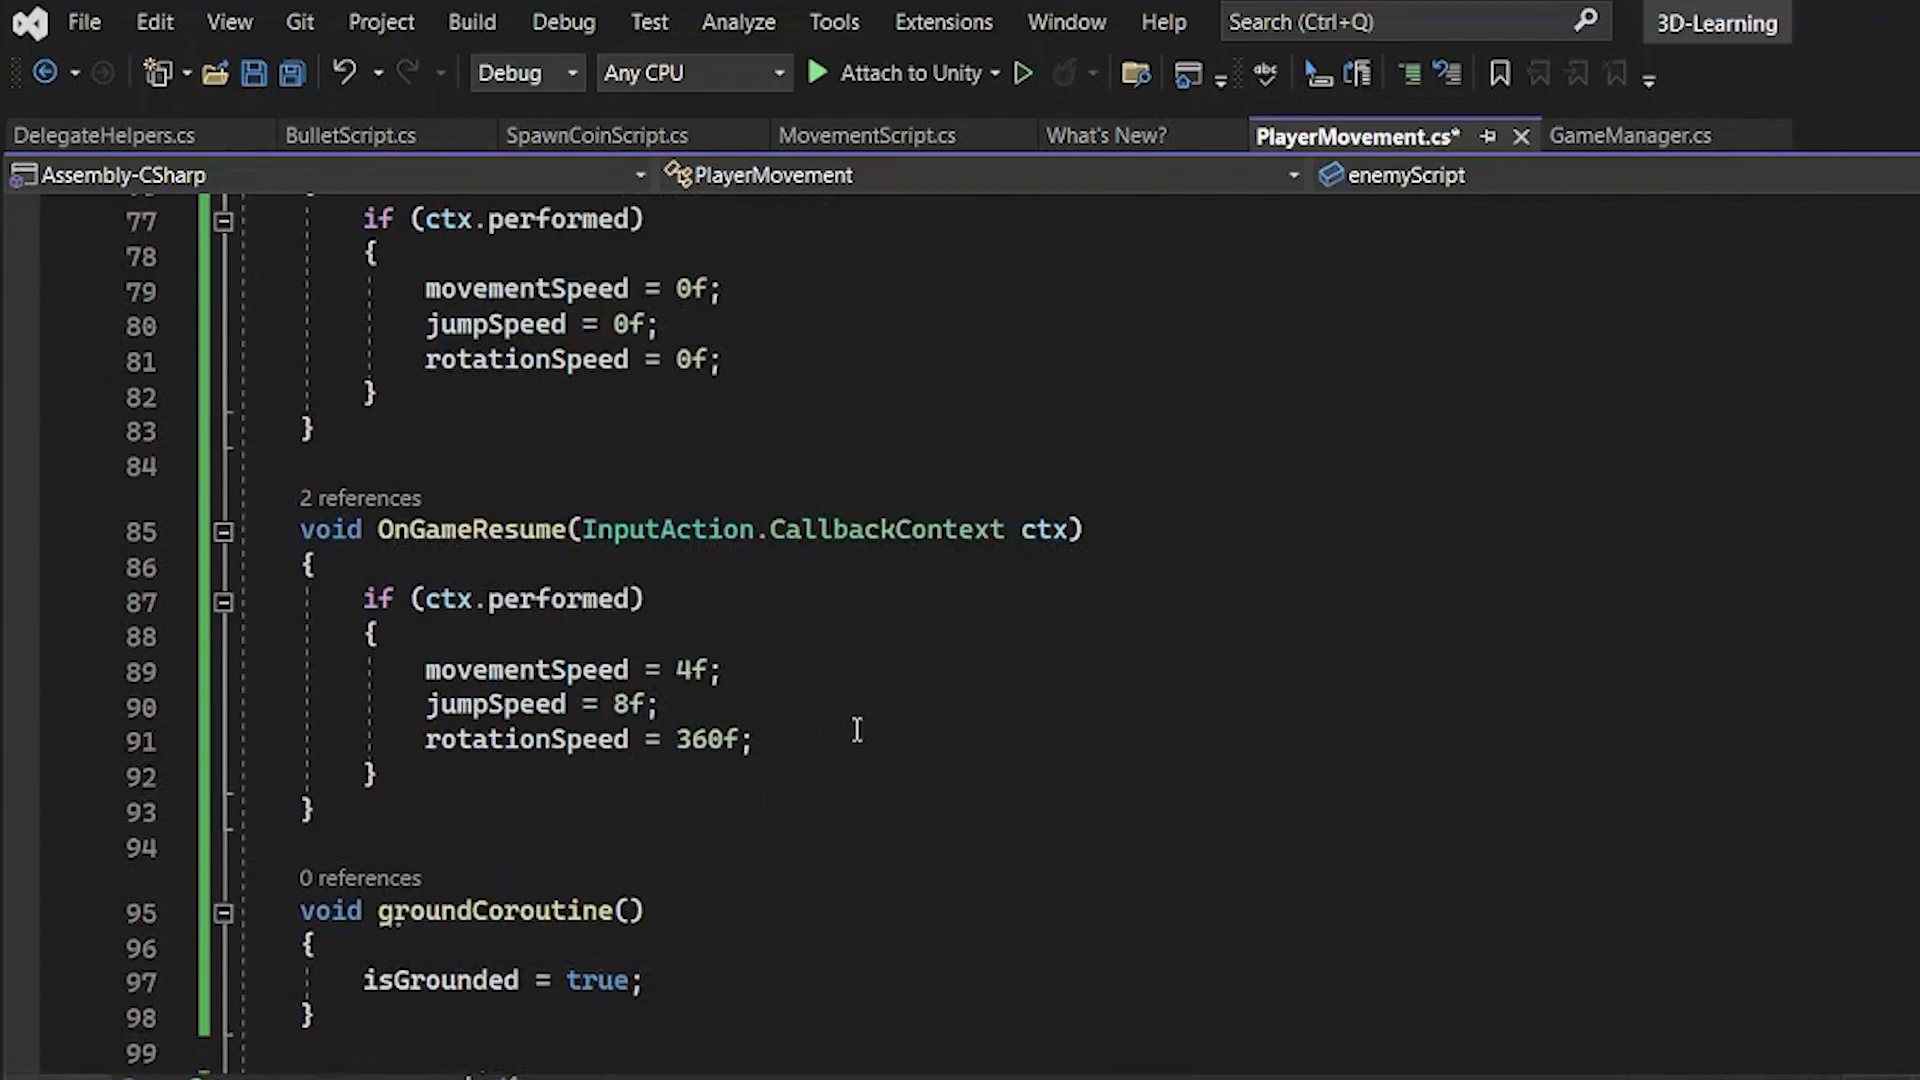 File Edit View Git Project Build Debug Test Analyze Tools Extensions Window Help Search (Ctrl+Q) 3D-Learning
Debug Any CPU Attach to Unity abc
DelegateHelpers.cs BulletScript.cs SpawnCoinScript.cs MovementScript.cs What's New? PlayerMovement.cs* GameManager.cs
Assembly-CSharp PlayerMovement enemyScript
77 if (ctx.performed)
78 {
79 movementSpeed = 0f;
80 jumpSpeed = 0f;
81 rotationSpeed = 0f;
82 }
83 }
84
2 references
85 void OnGameResume(InputAction.CallbackContext ctx)
86 {
87 if (ctx.performed)
88 {
89 movementSpeed = 4f;
90 jumpSpeed = 8f;
91 rotationSpeed = 360f;
92 }
93 }
94
0 references
95 void groundCoroutine()
96 {
97 isGrounded = true;
98 }
99